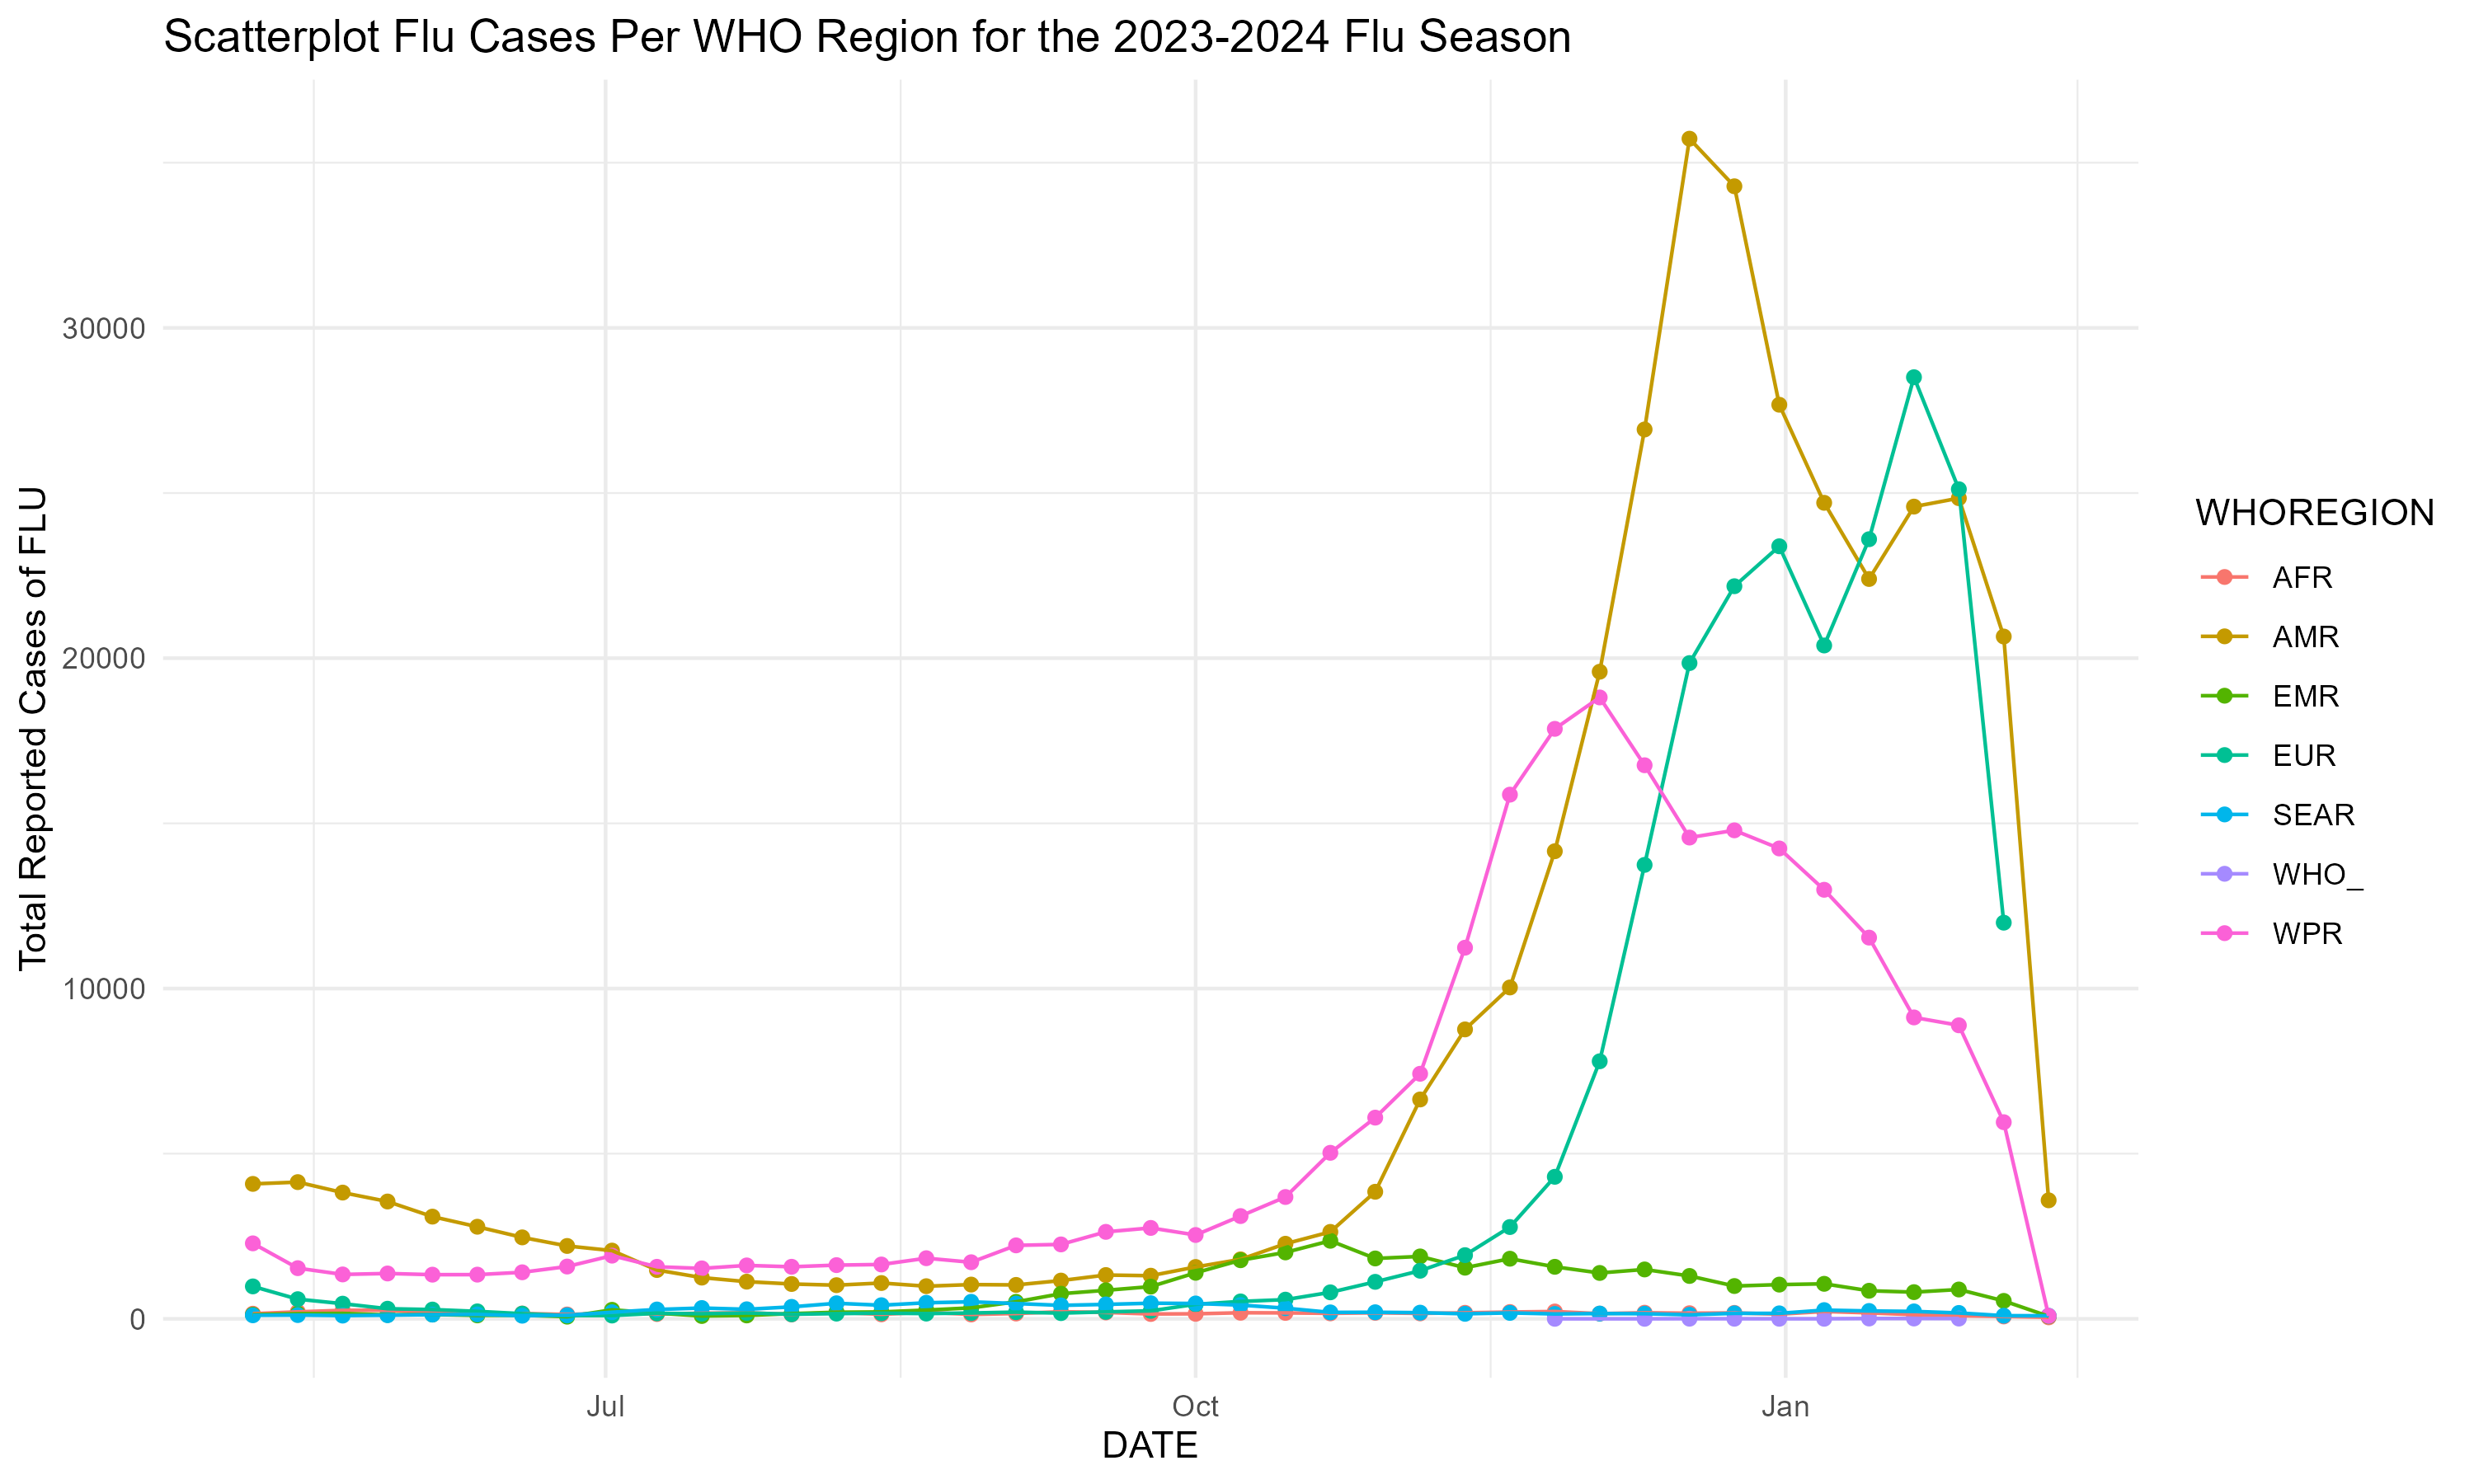 Scatterplot Flu Cases Per WHO Region for the 2023-2024 Flu Season
Total Reported Cases of FLU
30000
20000
10000
0
Jul
Oct
Jan
DATE
WHOREGION
AFR
AMR
EMR
EUR
SEAR
WHO_
WPR